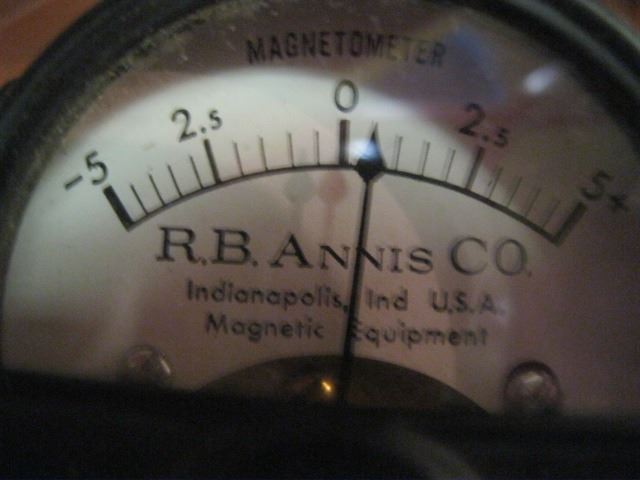 MAGNETOMETER
-5 2.5 0 2.5 5+
R.B. ANNIS CO.
Indianapolis, Ind U.S.A.
Magnetic Equipment